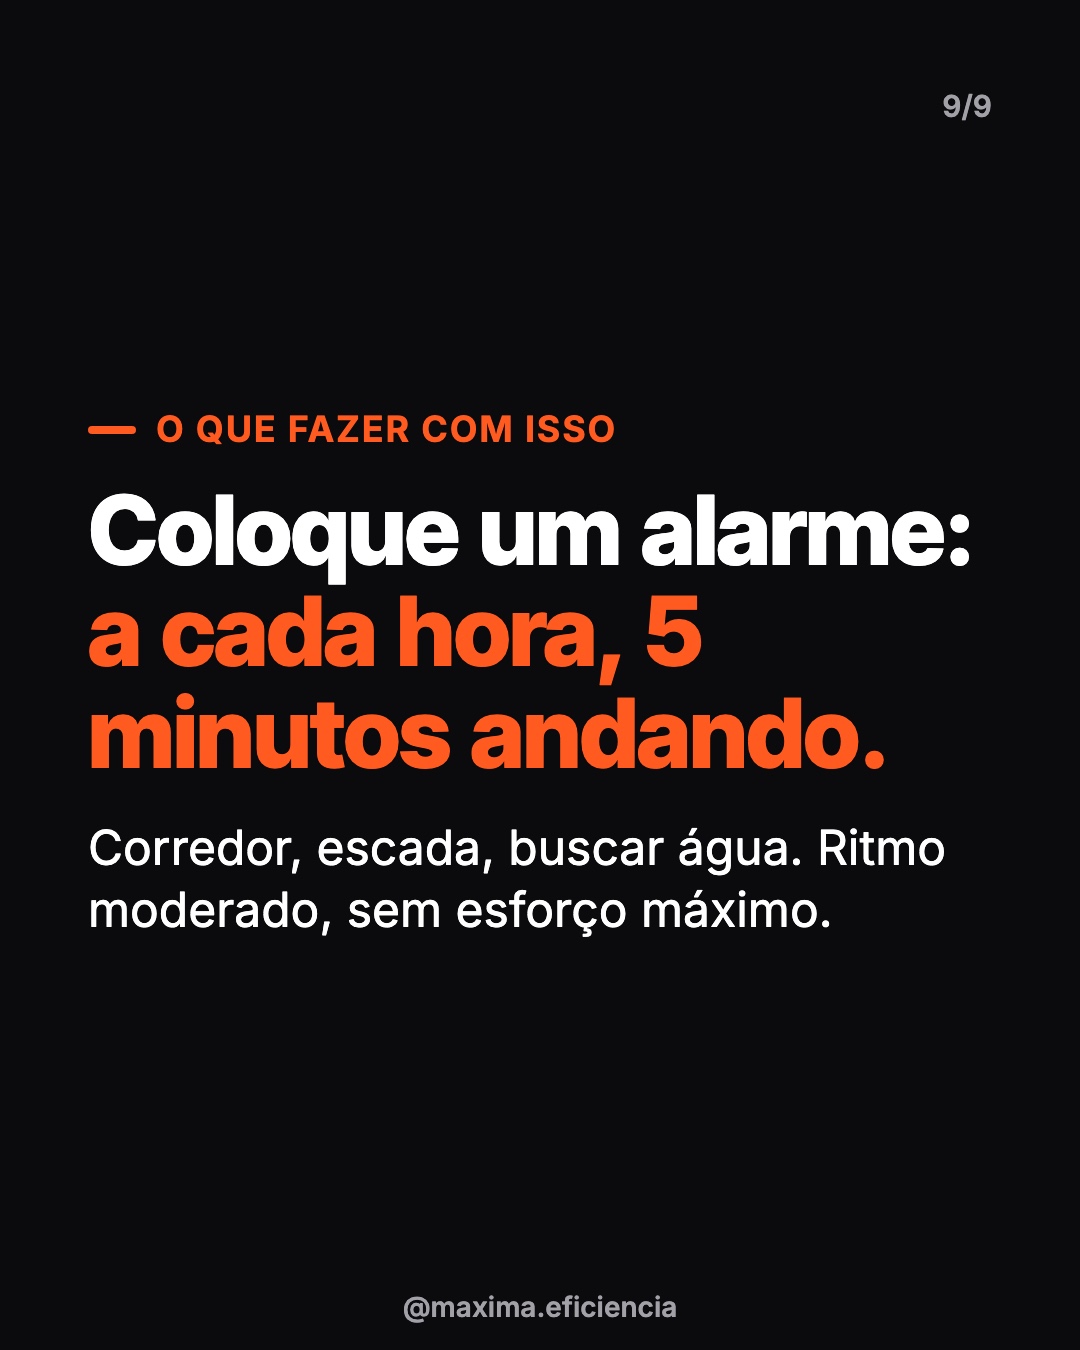 9/9
O QUE FAZER COM ISSO
Coloque um alarme:
a cada hora, 5
minutos andando.
Corredor, escada, buscar água. Ritmo
moderado, sem esforço máximo.
@maxima.eficiencia